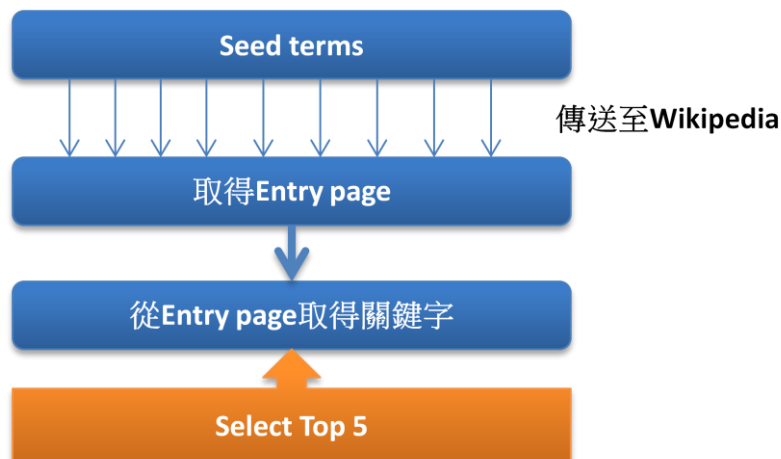 Seed terms
傳送至Wikipedia
取得Entry page
從Entry page取得關鍵字
Select Top 5